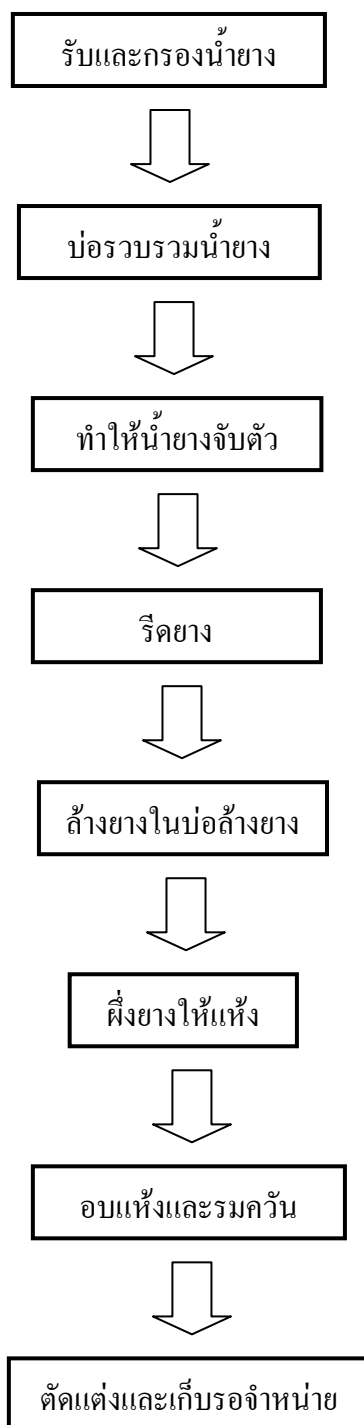 รับและกรองน้ำยาง
บ่อรวบรวมน้ำยาง
ทำให้น้ำยางจับตัว
รีดยาง
ล้างยางในบ่อล้างยาง
ผึ่งยางให้แห้ง
อบแห้งและรมควัน
ตัดแต่งและเก็บรอจำหน่าย